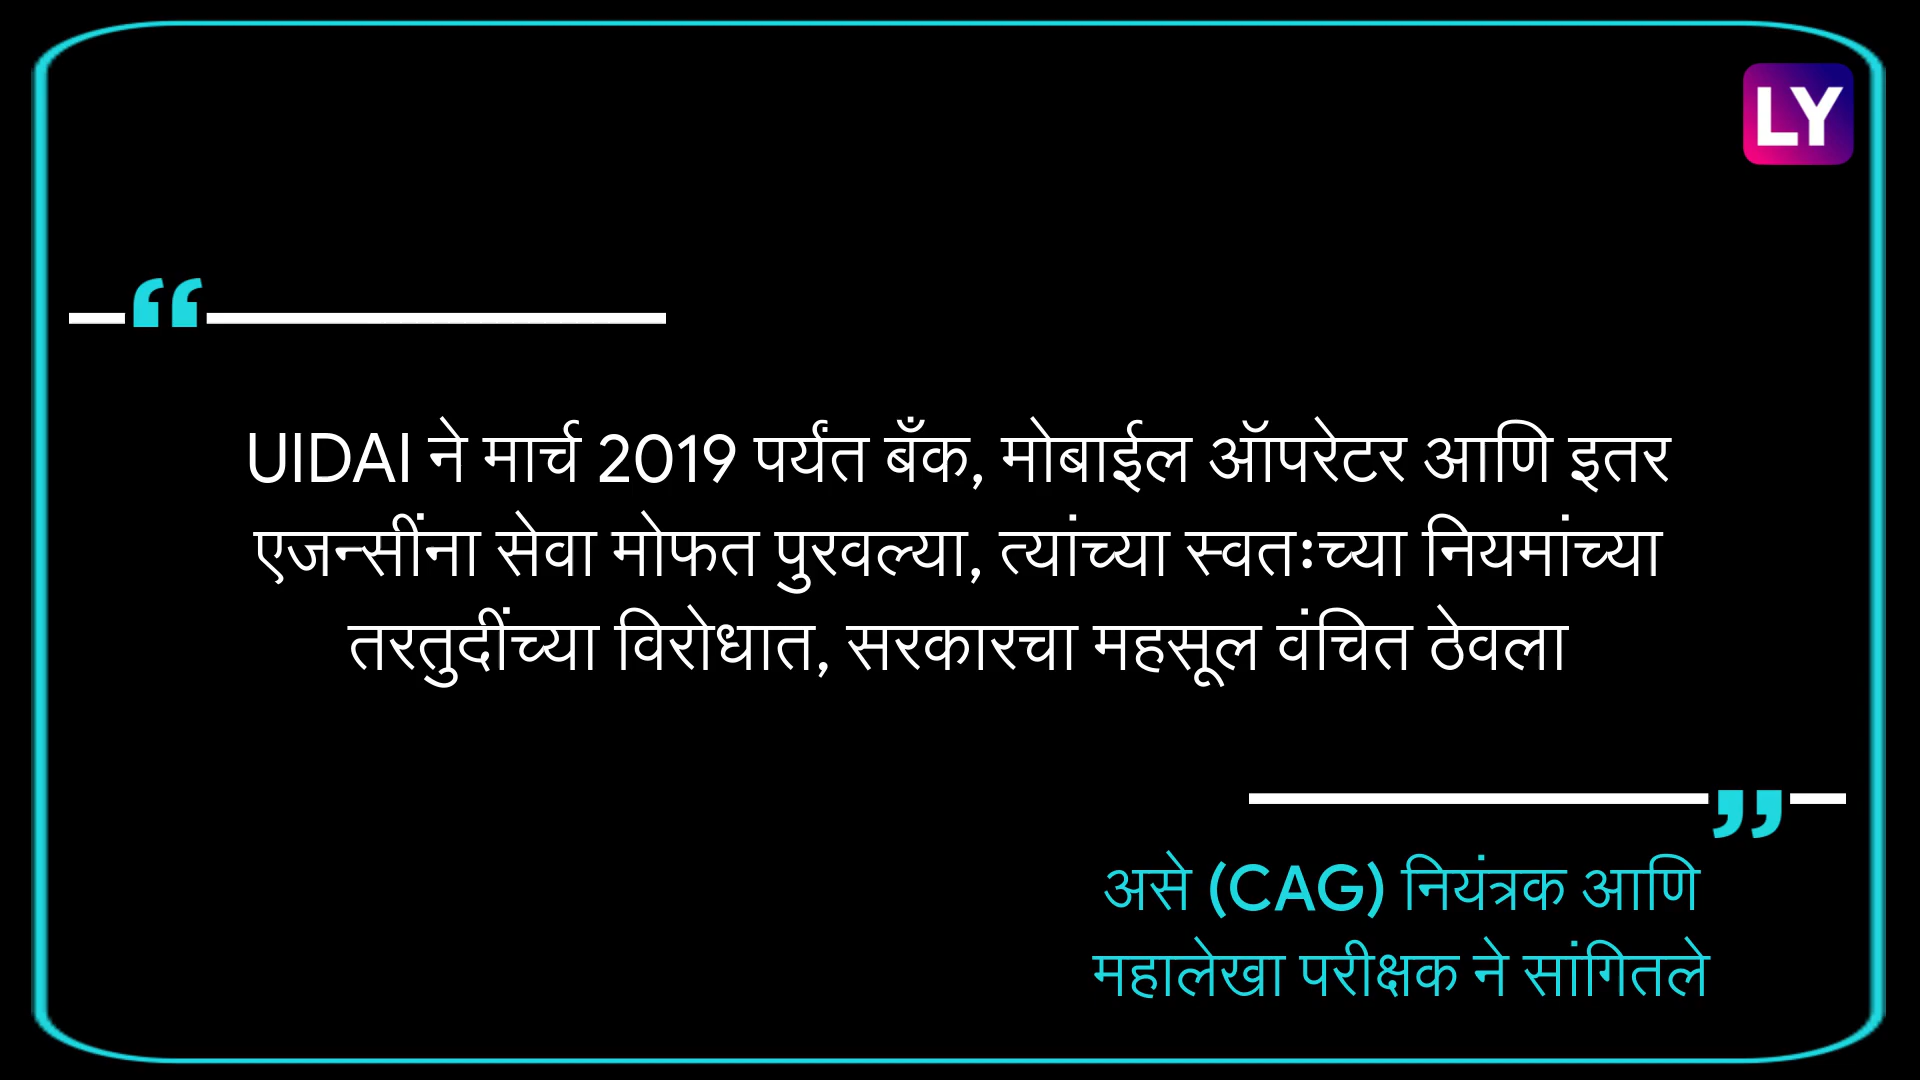 LY
UIDAI ने मार्च 2019 पर्यंत बँक, मोबाईल ऑपरेटर आणि इतर
एजन्सींना सेवा मोफत पुरवल्या, त्यांच्या स्वतःच्या नियमांच्या
तरतुदींच्या विरोधात, सरकारचा महसूल वंचित ठेवला
असे (CAG) नियंत्रक आणि
महालेखा परीक्षक ने सांगितले